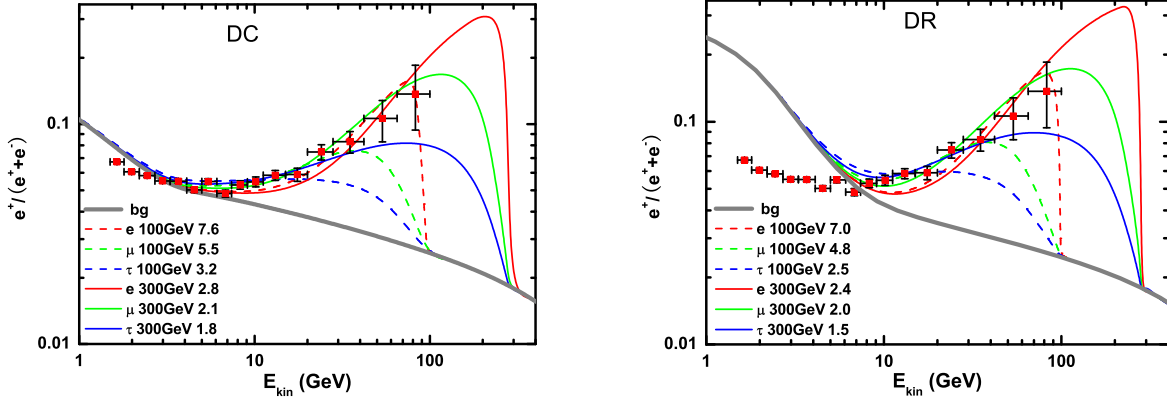 DC
0.1
0.01
e⁺/ (e⁺+e⁻)
bg
e 100GeV 7.6
μ 100GeV 5.5
τ 100GeV 3.2
e 300GeV 2.8
μ 300GeV 2.1
τ 300GeV 1.8
1 10 100
E_kin (GeV)
DR
0.1
0.01
e⁺/ (e⁺+e⁻)
bg
e 100GeV 7.0
μ 100GeV 4.8
τ 100GeV 2.5
e 300GeV 2.4
μ 300GeV 2.0
τ 300GeV 1.5
1 10 100
E_kin (GeV)